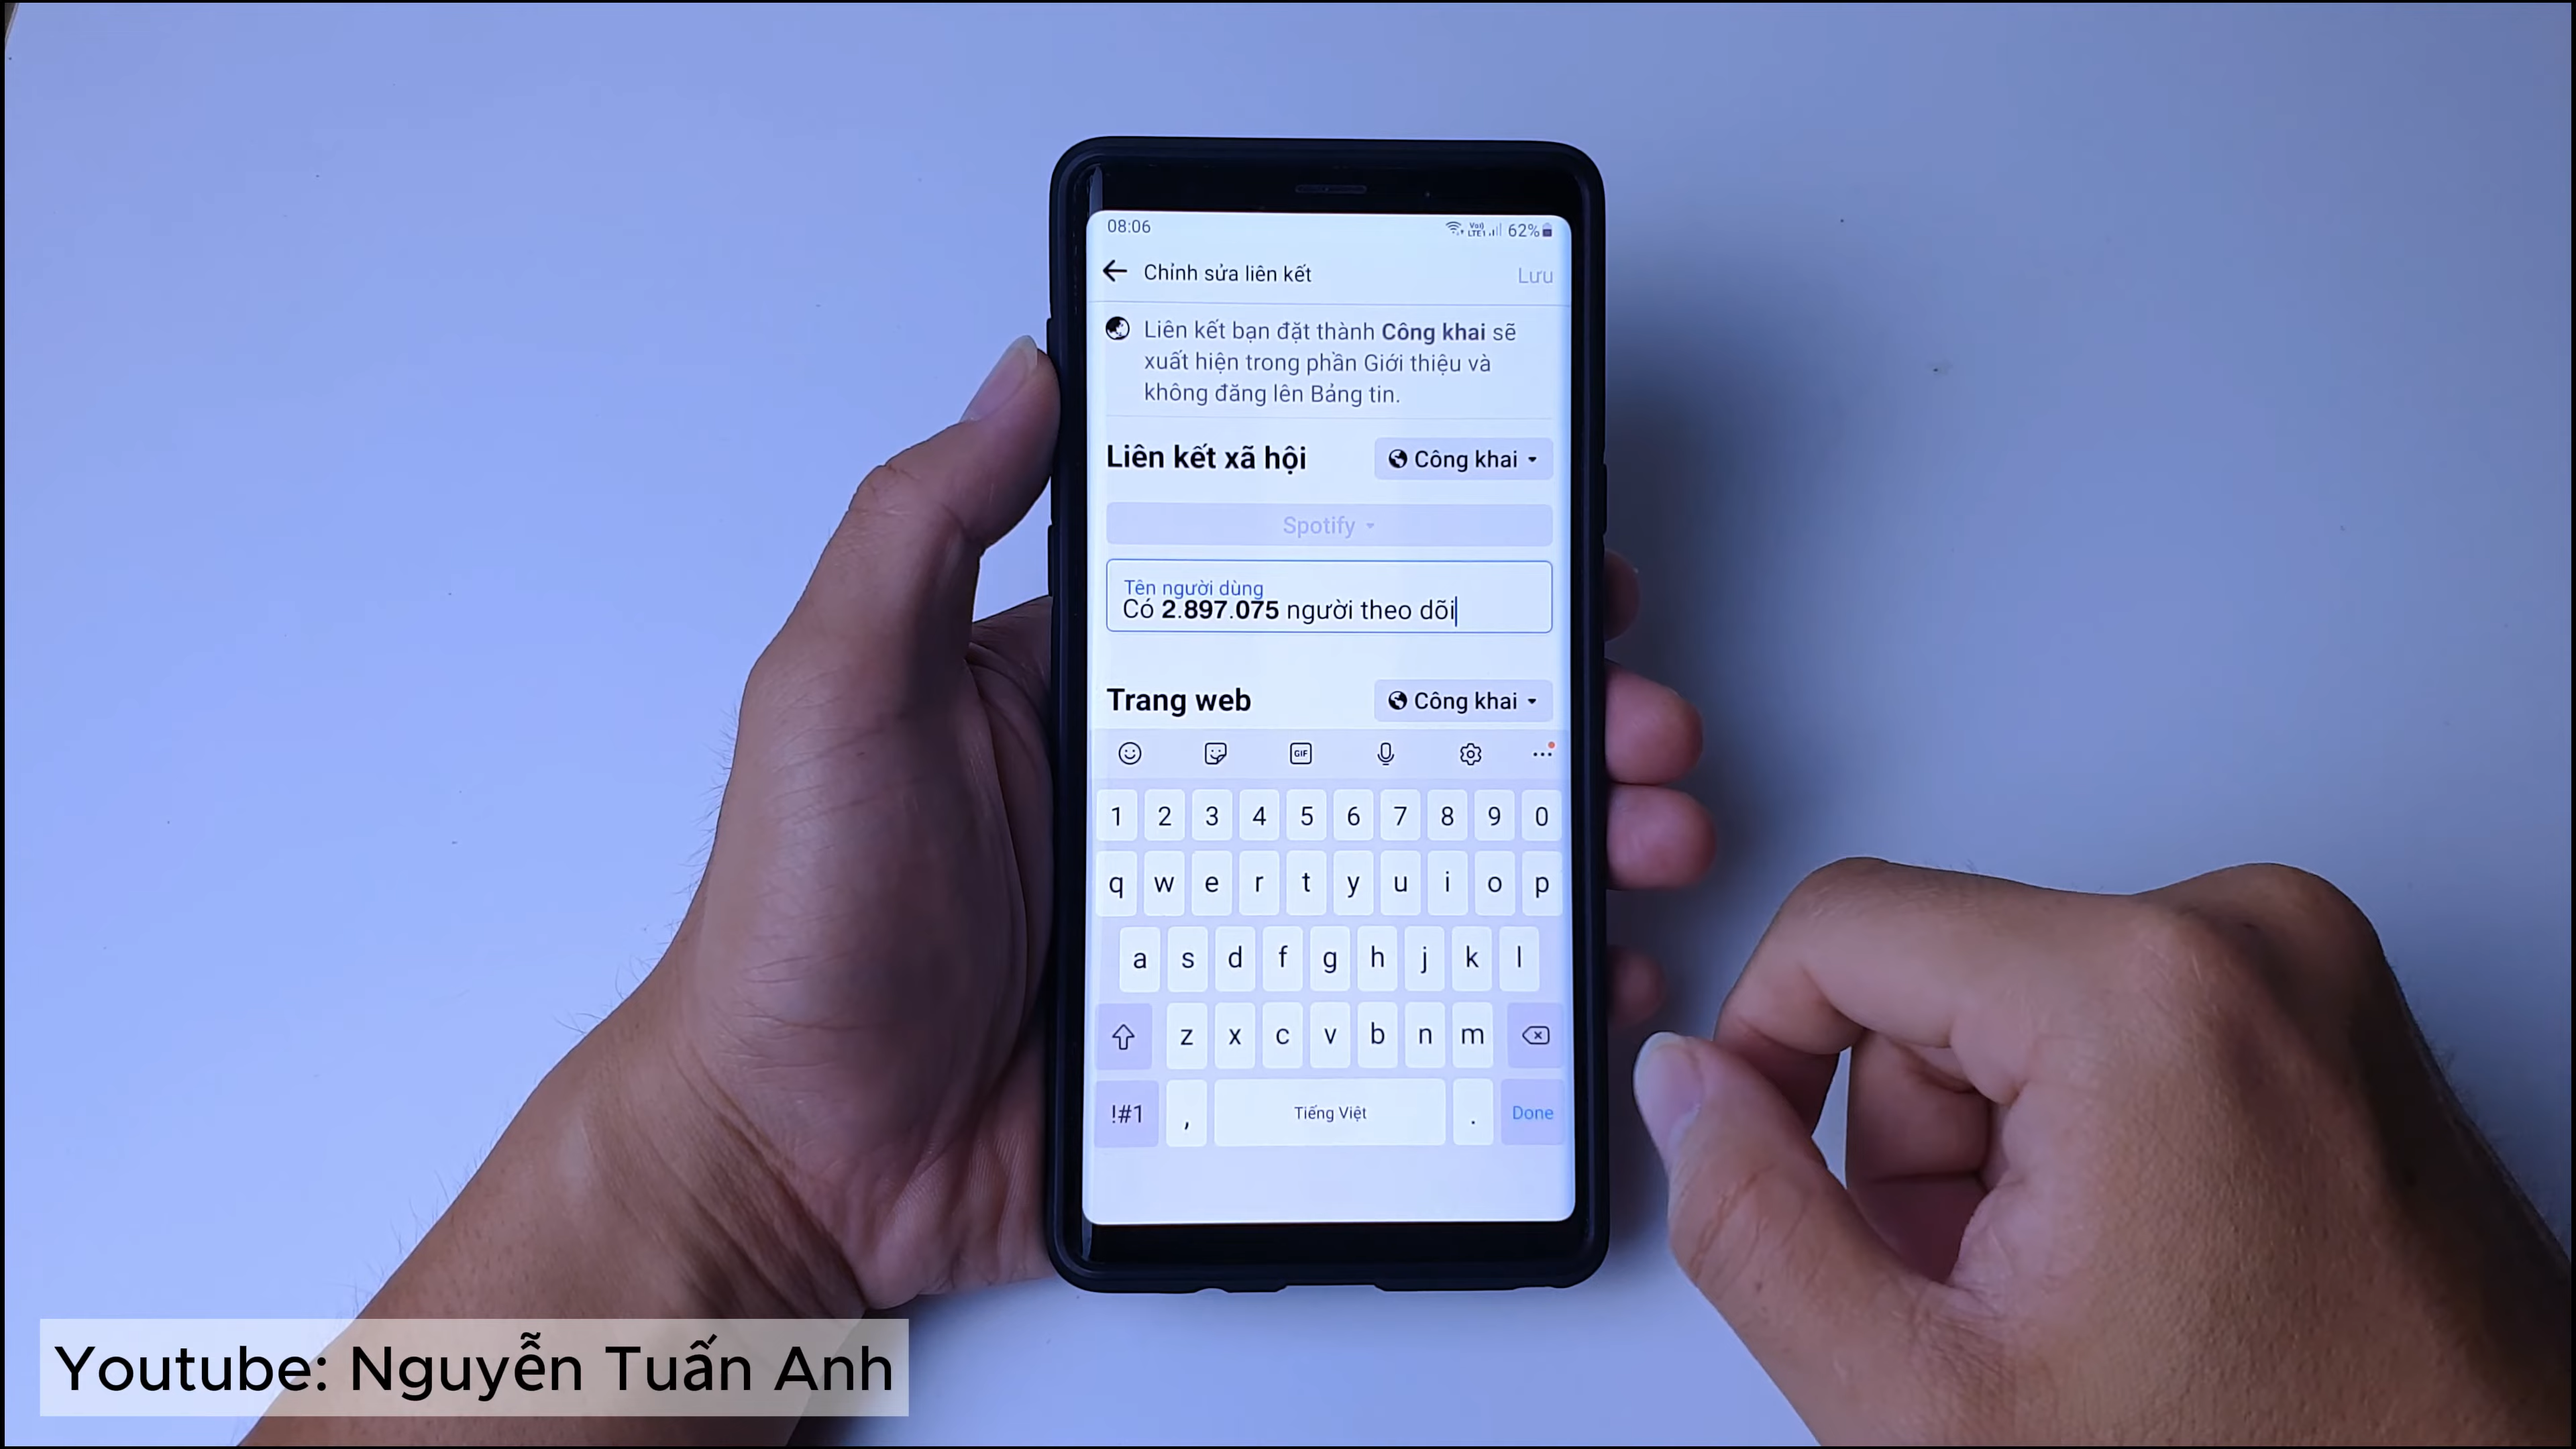 08:06
62%
Chỉnh sửa liên kết
Lưu
Liên kết bạn đặt thành Công khai sẽ
xuất hiện trong phần Giới thiệu và
không đăng lên Bảng tin.
Liên kết xã hội
Công khai
Spotify
Tên người dùng
Có 2.897.075 người theo dõi
Trang web
Công khai
GIF
1 2 3 4 5 6 7 8 9 0
q w e r t y u i o p
a s d f g h j k l
z x c v b n m
!#1 , Tiếng Việt . Done
Youtube: Nguyễn Tuấn Anh